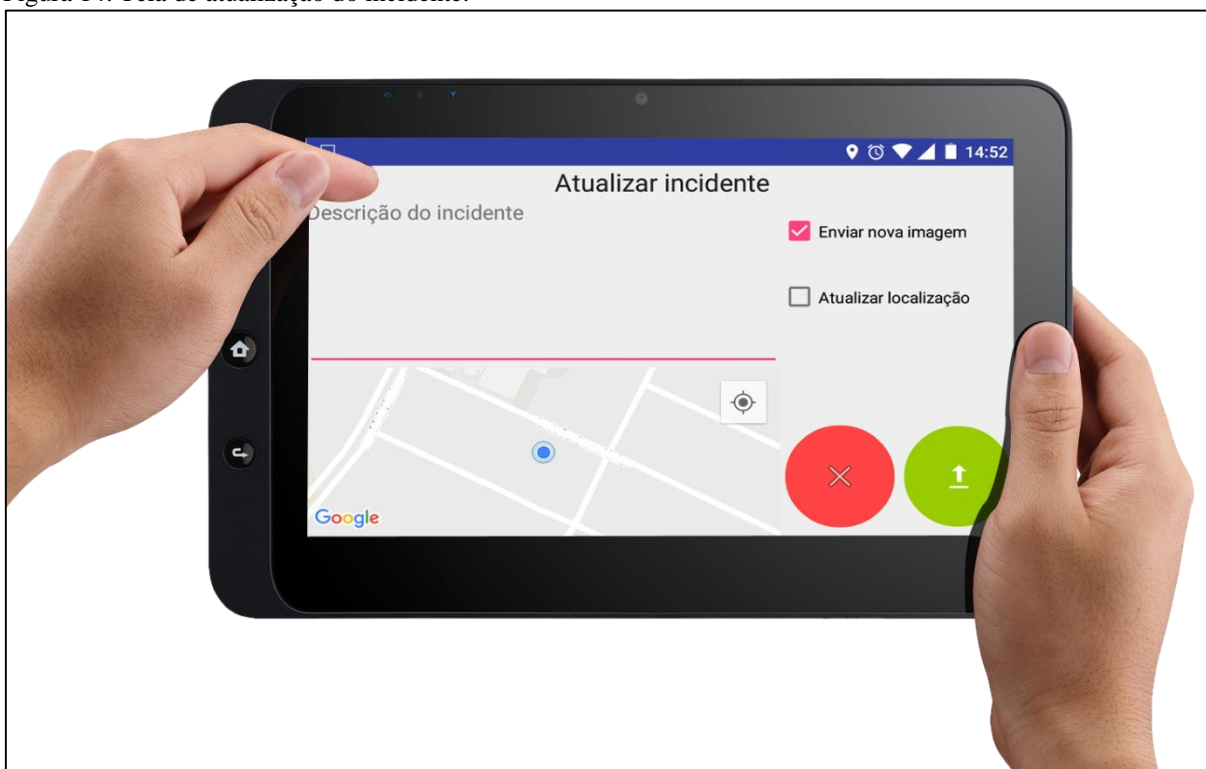 Figura Tela de atualização do incidente.
14:52
Atualizar incidente
Descrição do incidente
Enviar nova imagem
Atualizar localização
Google